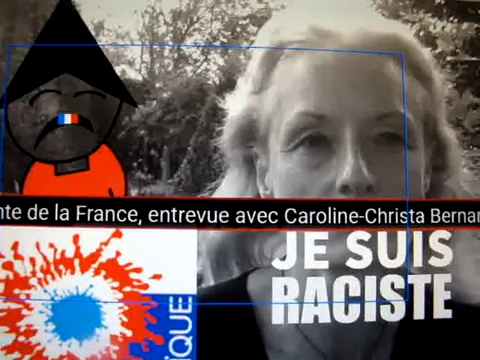 nte de la France, entrevue avec Caroline-Christa Bernar
JE SUIS
RACISTE
IQUE